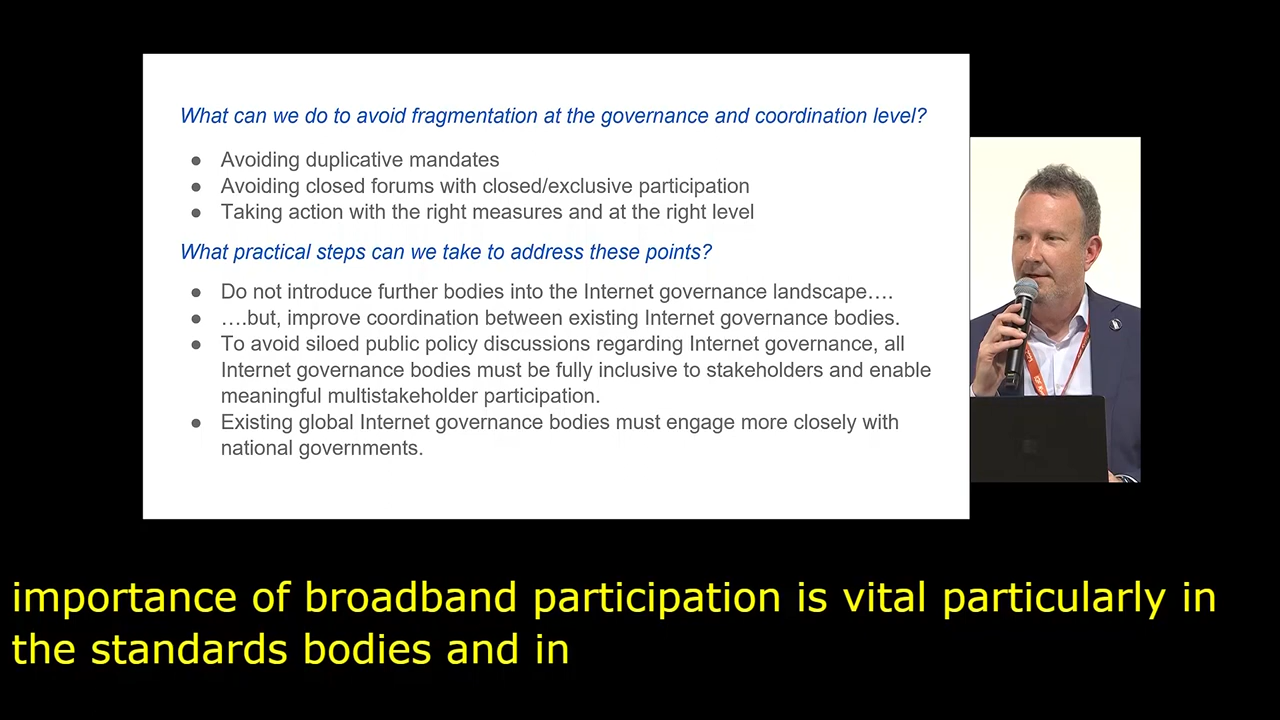 What can we do to avoid fragmentation at the governance and coordination level?
● Avoiding duplicative mandates
● Avoiding closed forums with closed/exclusive participation
● Taking action with the right measures and at the right level
What practical steps can we take to address these points?
● Do not introduce further bodies into the Internet governance landscape….
● ….but, improve coordination between existing Internet governance bodies.
● To avoid siloed public policy discussions regarding Internet governance, all
Internet governance bodies must be fully inclusive to stakeholders and enable
meaningful multistakeholder participation.
● Existing global Internet governance bodies must engage more closely with
national governments.
importance of broadband participation is vital particularly in
the standards bodies and in